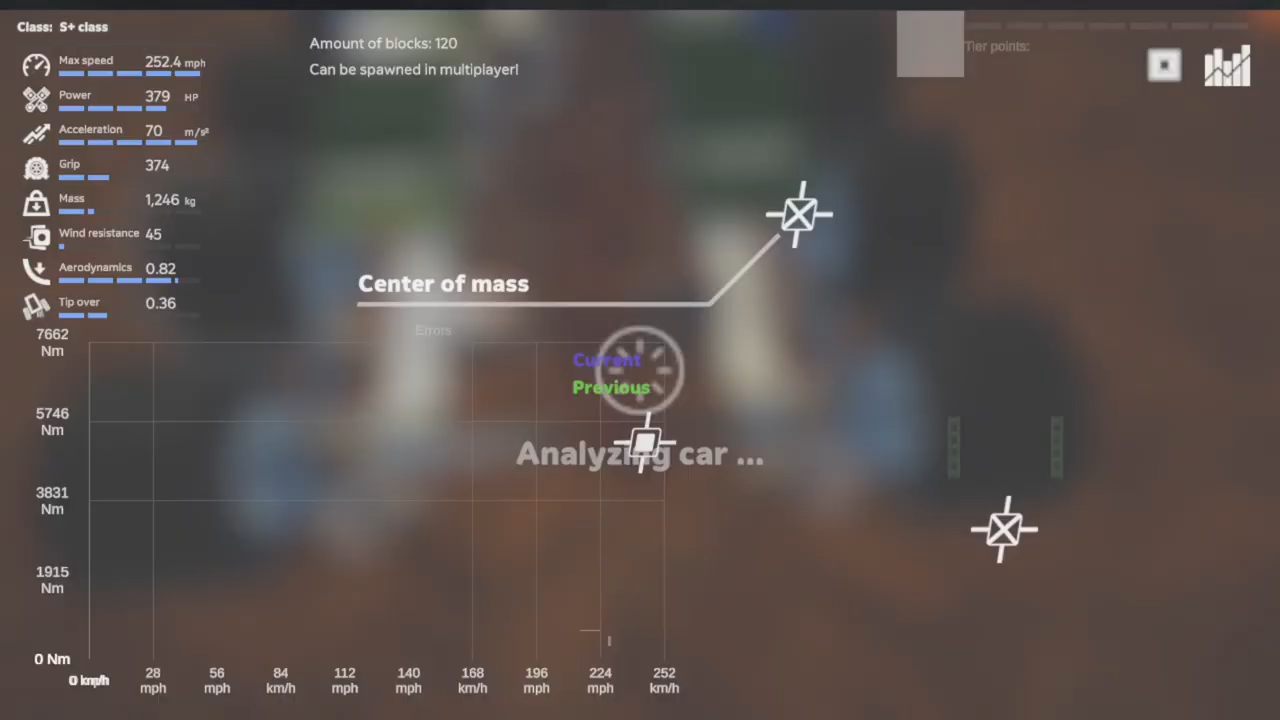 Class: S+ class
Max speed 252.4 mph
Power 379 HP
Acceleration 70 m/s²
Grip 374
Mass 1,246 kg
Wind resistance 45
Aerodynamics 0.82
Tip over 0.36
Amount of blocks: 120
Can be spawned in multiplayer!
Tier points:
Center of mass
Errors
Current
Previous
Analyzing car ...
7662
Nm
5746
Nm
3831
Nm
1915
Nm
0 Nm
28
mph
56
mph
84
km/h
112
mph
140
mph
168
km/h
196
mph
224
mph
252
km/h